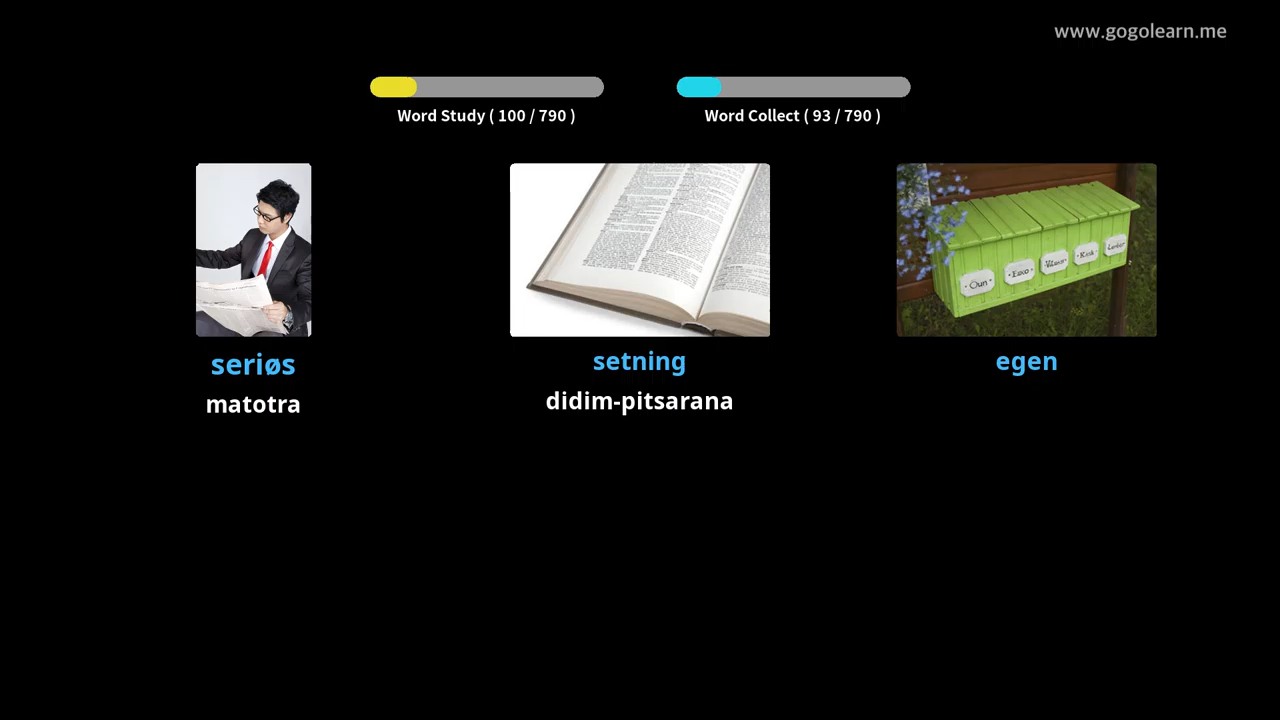 www.gogolearn.me
Word Study ( 100 / 790 )
Word Collect ( 93 / 790 )
seriøs
setning
egen
matotra
didim-pitsarana